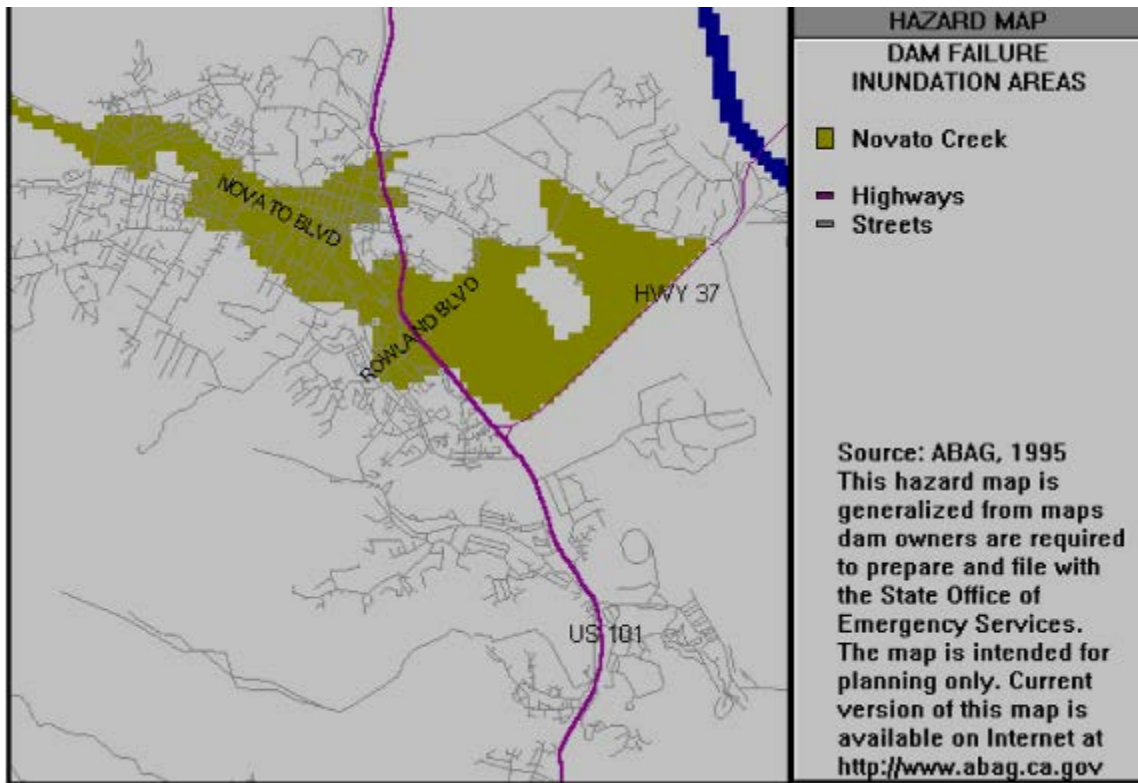 HAZARD MAP
DAM FAILURE
INUNDATION AREAS
Novato Creek
Highways
Streets
NOVATO BLVD
ROWLAND BLVD
HWY 37
US 101
Source: ABAG, 1995
This hazard map is
generalized from maps
dam owners are required
to prepare and file with
the State Office of
Emergency Services.
The map is intended for
planning only. Current
version of this map is
available on Internet at
http://www.abag.ca.gov